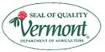 SEAL OF QUALITY
Vermont
DEPARTMENT OF AGRICULTURE